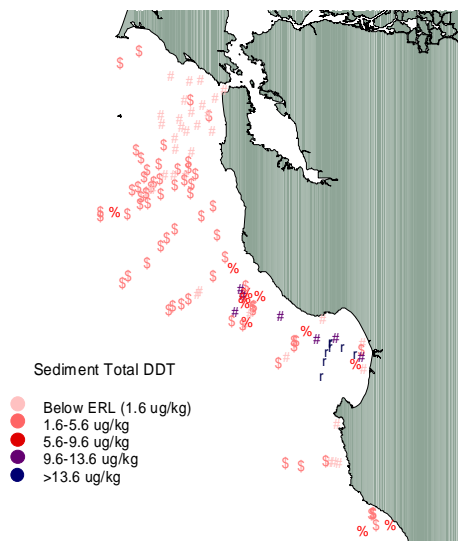 Sediment Total DDT
Below ERL (1.6 ug/kg)
1.6-5.6 ug/kg
5.6-9.6 ug/kg
9.6-13.6 ug/kg
>13.6 ug/kg